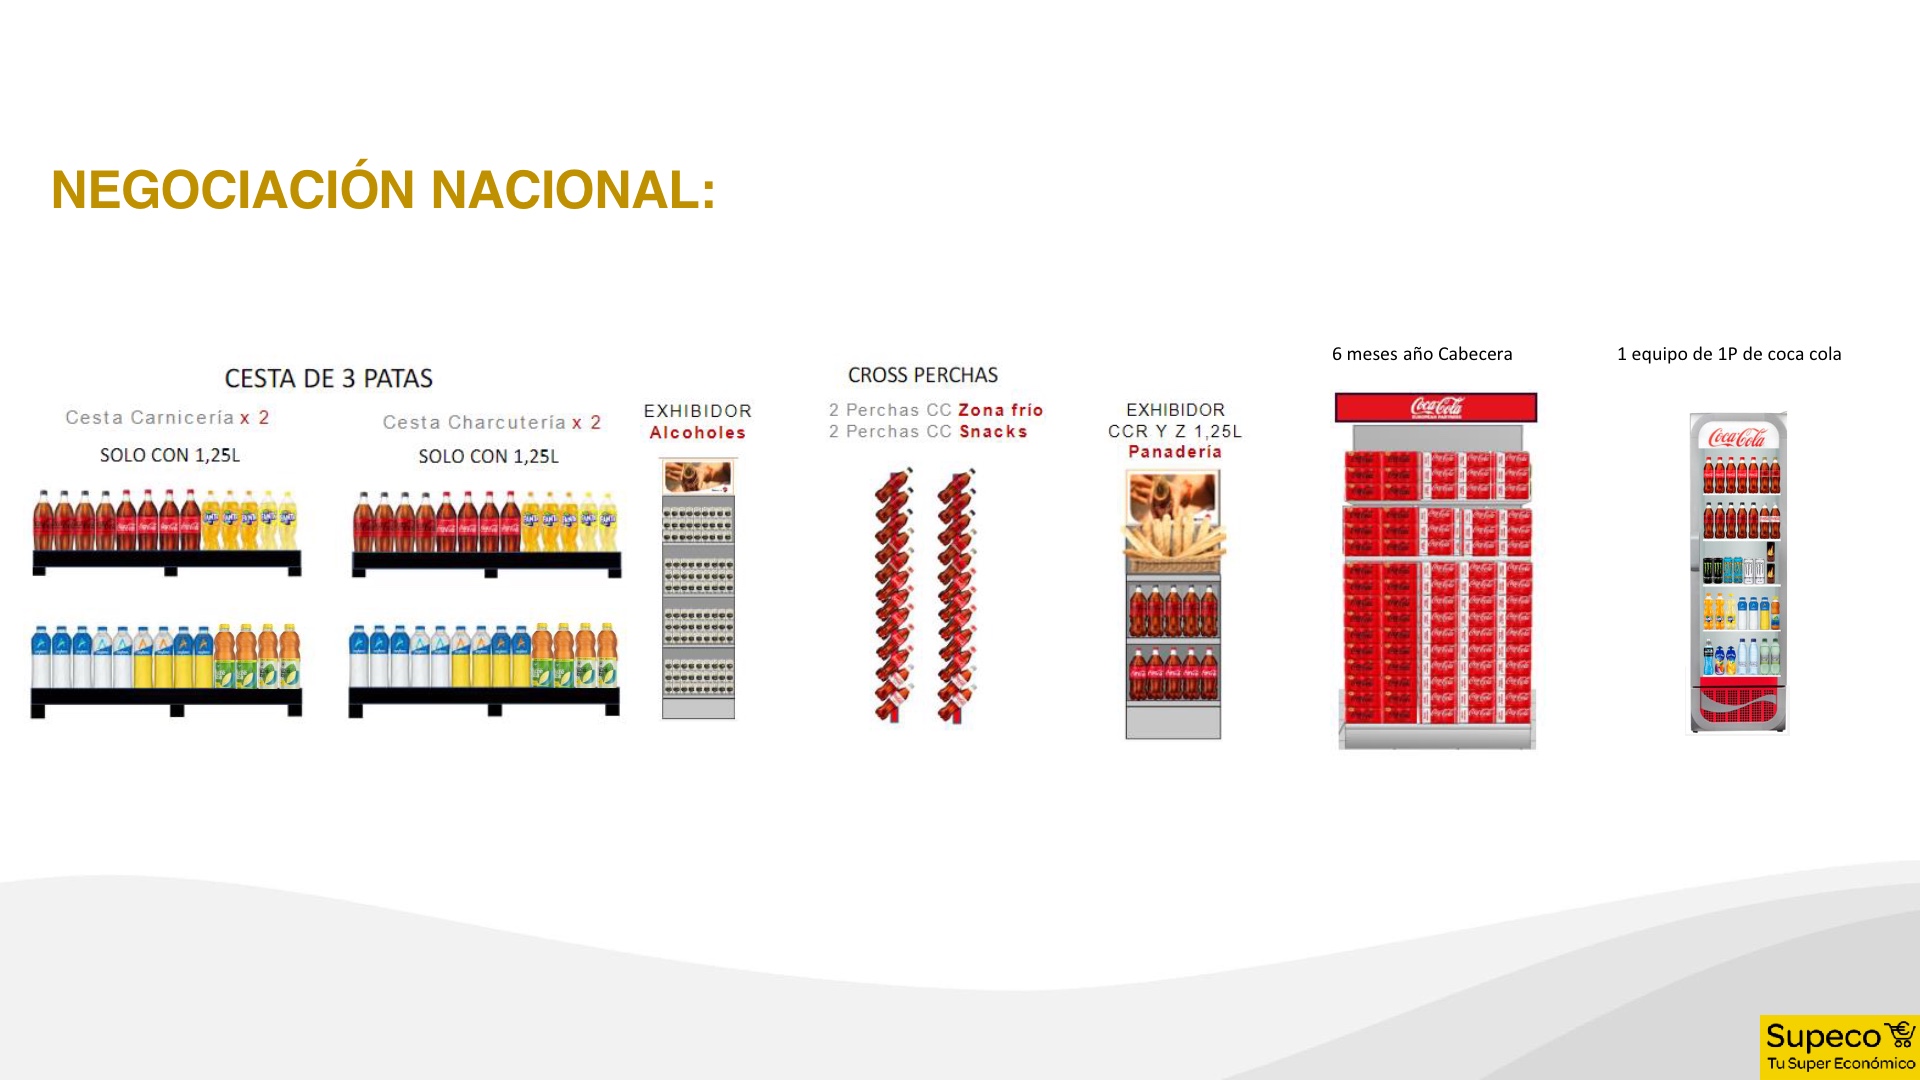 NEGOCIACIÓN NACIONAL:
CESTA DE 3 PATAS
Cesta Carnicería x 2
SOLO CON 1,25L
Cesta Charcutería x 2
SOLO CON 1,25L
EXHIBIDOR
Alcoholes
CROSS PERCHAS
2 Perchas CC Zona frío
2 Perchas CC Snacks
EXHIBIDOR
CCR Y Z 1,25L
Panadería
6 meses año Cabecera
Coca-Cola
1 equipo de 1P de coca cola
Coca-Cola
Supeco
Tu Super Económico